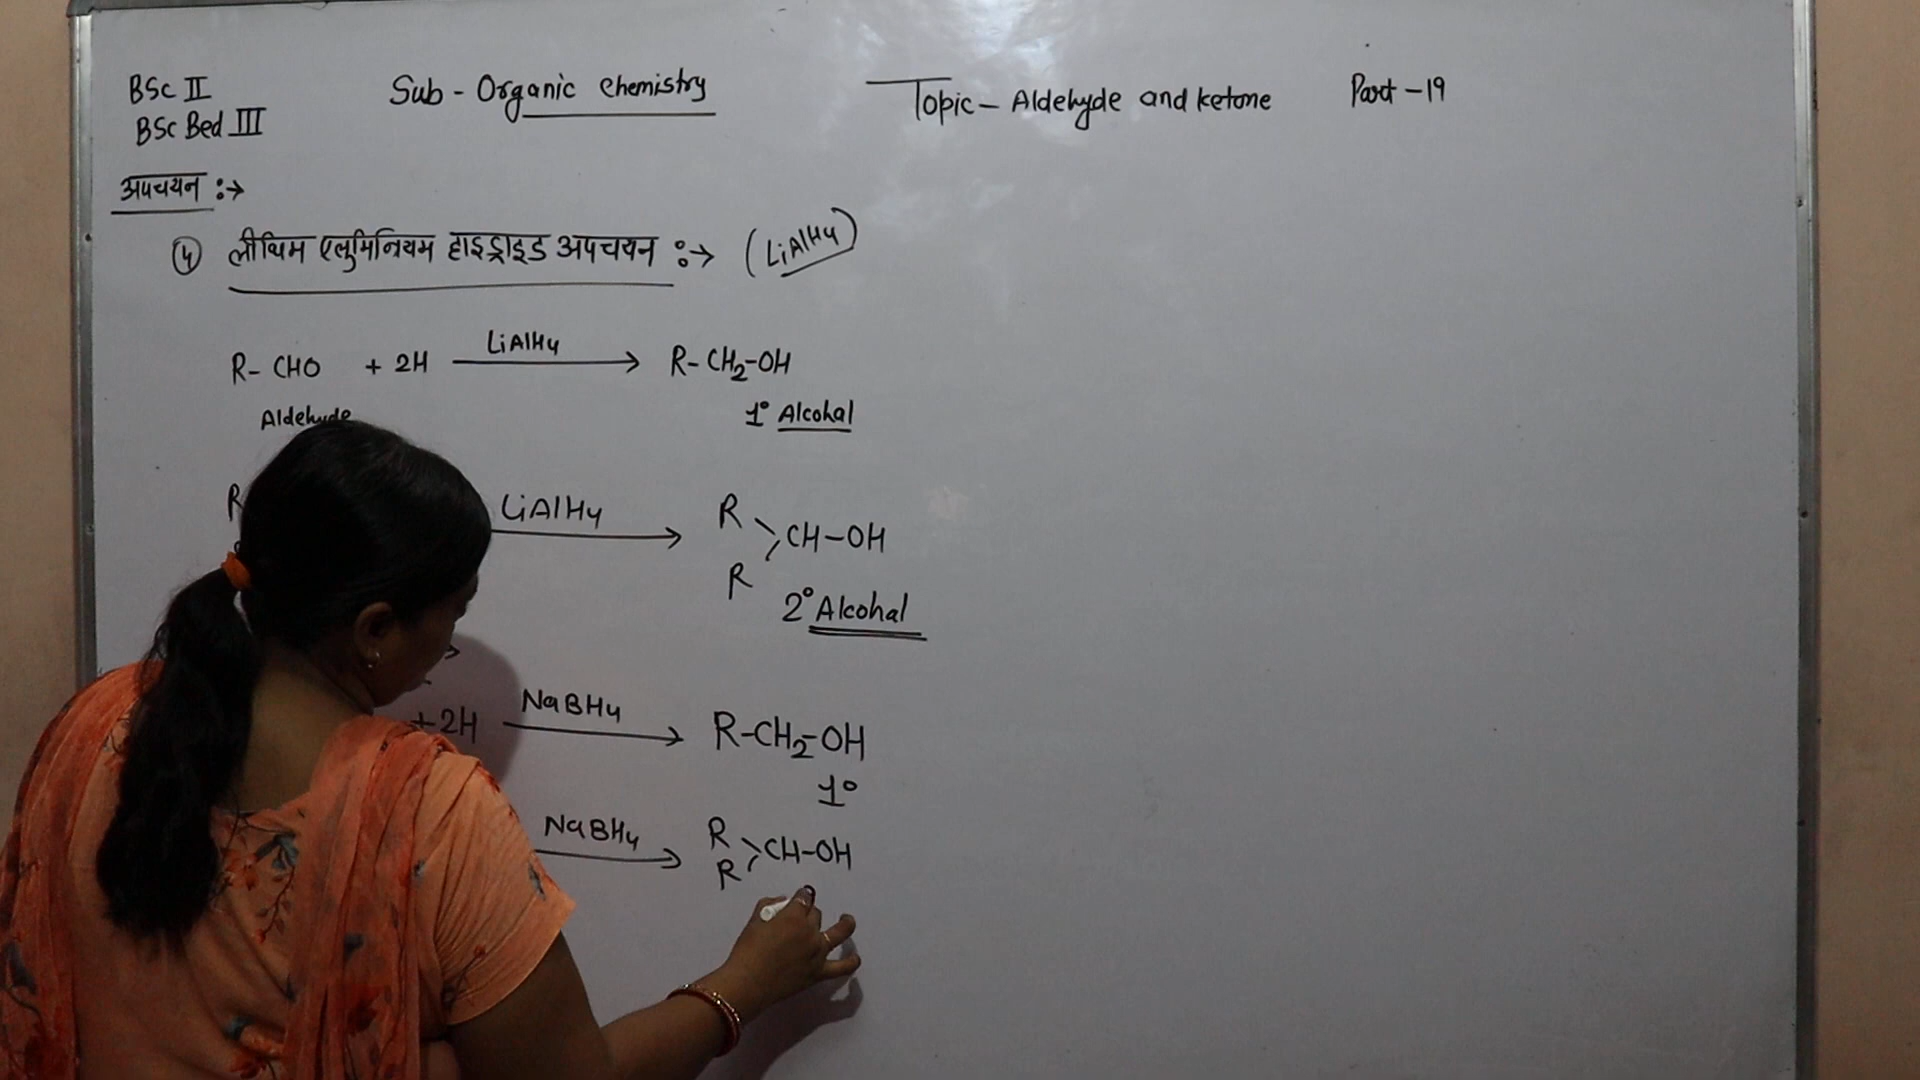 BSc II Sub - Organic Chemistry Topic - Aldehyde and ketone Part - 19
BSc Bed III
अपचयन :→
④ लीथिम एलुमिनियम हाइड्राइड अपचयन :→ (LiAlH4)
R- CHO + 2H LiAlH4 → R- CH2-OH
Aldehyde 1° Alcohal
R LiAlH4 → R R >CH-OH
2° Alcohal
+2H NaBH4 → R-CH2-OH
1°
NaBH4 → R R >CH-OH